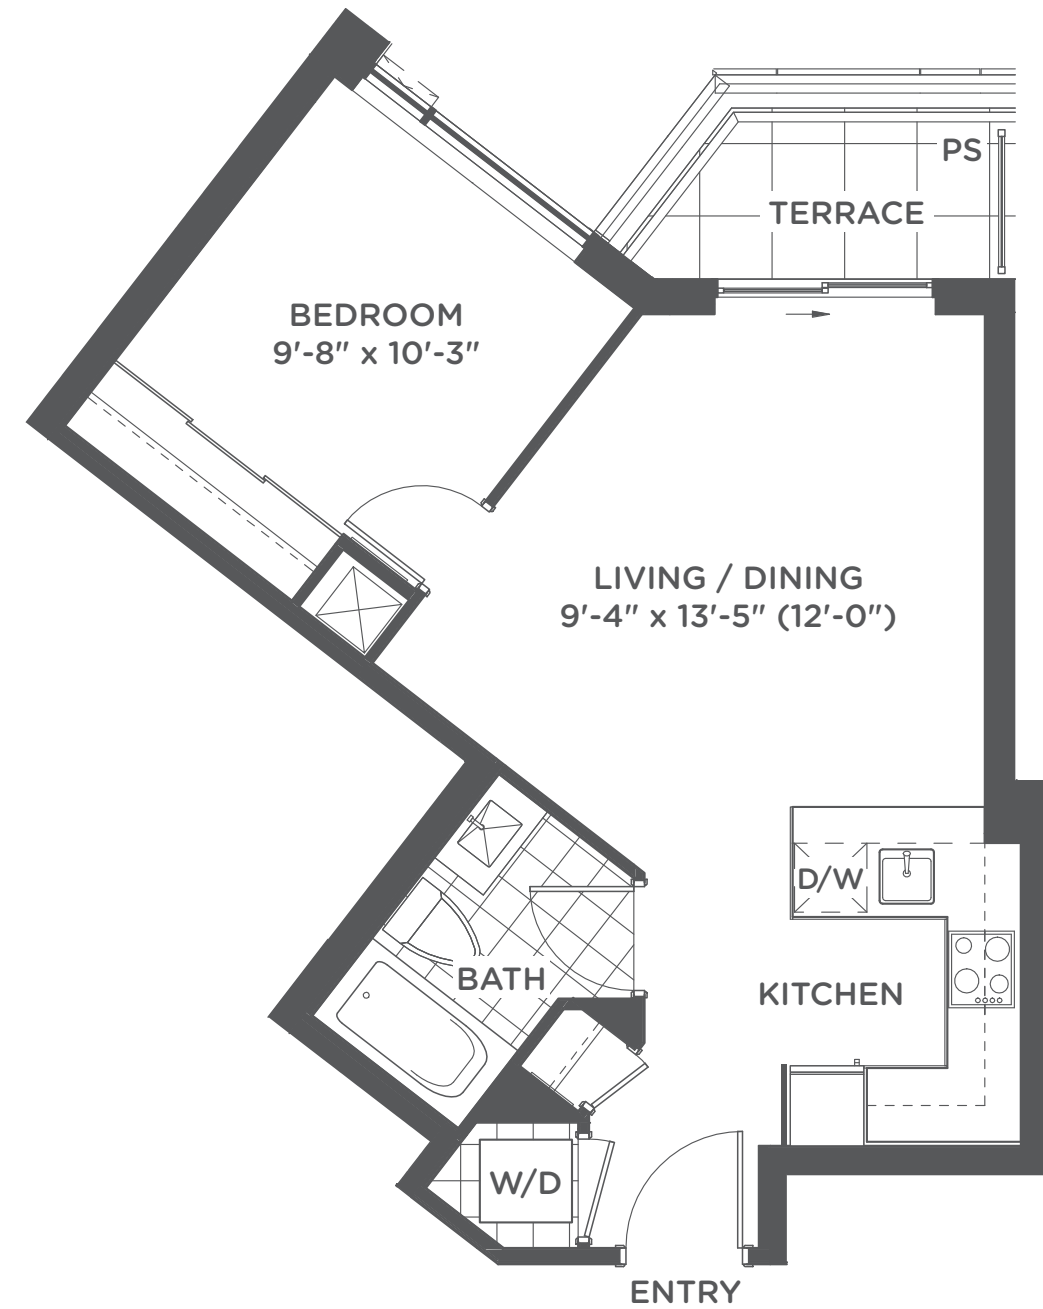 PS
TERRACE
BEDROOM
9'-8" x 10'-3"
LIVING / DINING
9'-4" x 13'-5" (12'-0")
D/W
BATH
KITCHEN
W/D
ENTRY